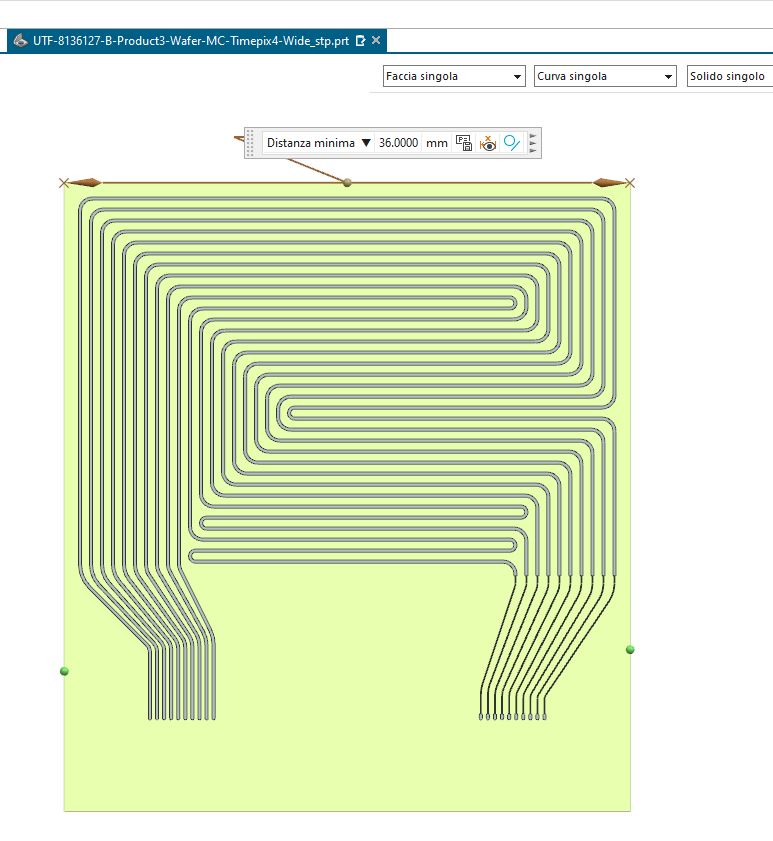 UTF-8136127-B-Product3-Wafer-MC-Timepix4-Wide_stp.prt
Faccia singola Curva singola Solido singolo
Distanza minima 36.0000 mm